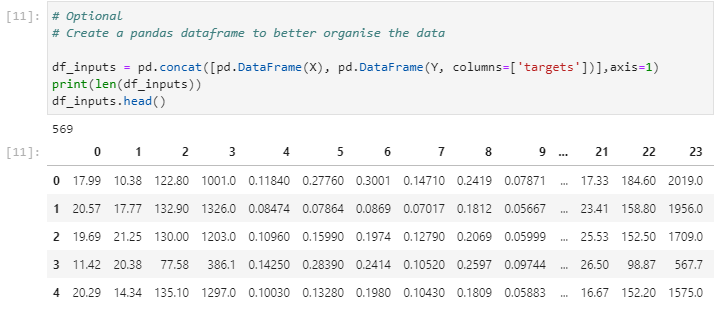 [11]: # Optional
# Create a pandas dataframe to better organise the data
df_inputs = pd.concat([pd.DataFrame(X), pd.DataFrame(Y, columns=['targets'])],axis=1)
print(len(df_inputs))
df_inputs.head()
569
[11]: 0 1 2 3 4 5 6 7 8 9 ... 21 22 23
0 17.99 10.38 122.80 1001.0 0.11840 0.27760 0.3001 0.14710 0.2419 0.07871 ... 17.33 184.60 2019.0
1 20.57 17.77 132.90 1326.0 0.08474 0.07864 0.0869 0.07017 0.1812 0.05667 ... 23.41 158.80 1956.0
2 19.69 21.25 130.00 1203.0 0.10960 0.15990 0.1974 0.12790 0.2069 0.05999 ... 25.53 152.50 1709.0
3 11.42 20.38 77.58 386.1 0.14250 0.28390 0.2414 0.10520 0.2597 0.09744 ... 26.50 98.87 567.7
4 20.29 14.34 135.10 1297.0 0.10030 0.13280 0.1980 0.10430 0.1809 0.05883 ... 16.67 152.20 1575.0